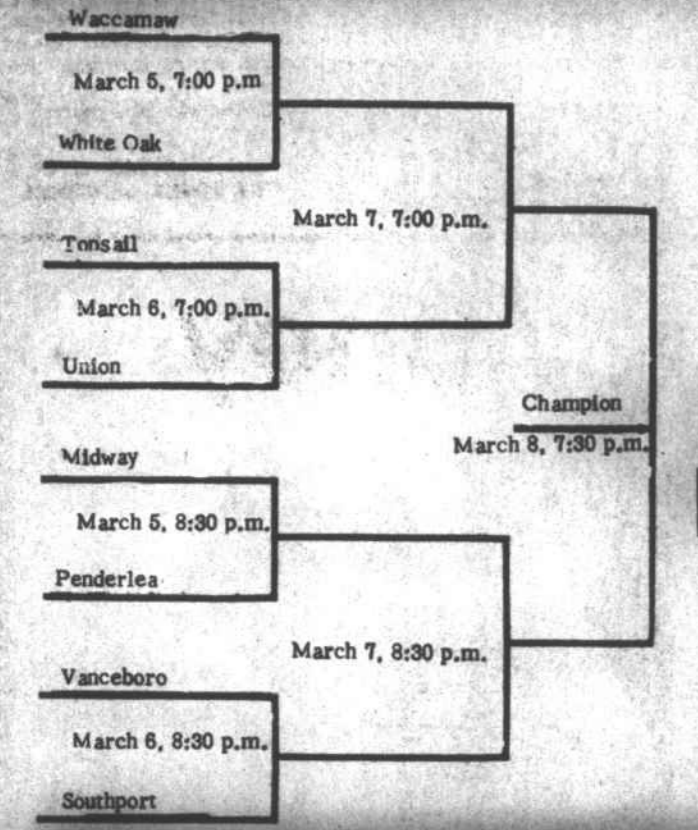 Waccamaw
March 5, 7:00 p.m
White Oak
March 7, 7:00 p.m.
Tonsail
March 6, 7:00 p.m.
Union
Champion
March 8, 7:30 p.m.
Midway
March 5, 8:30 p.m.
Penderlea
March 7, 8:30 p.m.
Vanceboro
March 6, 8:30 p.m.
Southport